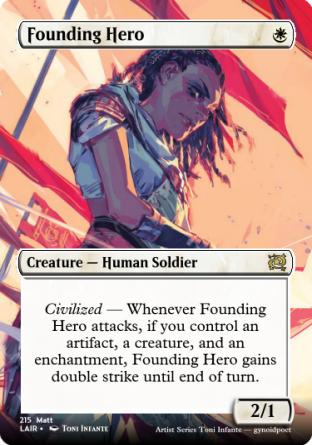 Founding Hero
Creature — Human Soldier
Civilized — Whenever Founding
Hero attacks, if you control an
artifact, a creature, and an
enchantment, Founding Hero gains
double strike until end of turn.
2/1
215 Matt
LAIR • Toni Infante
Artist Series Toni Infante — gynoidpoet